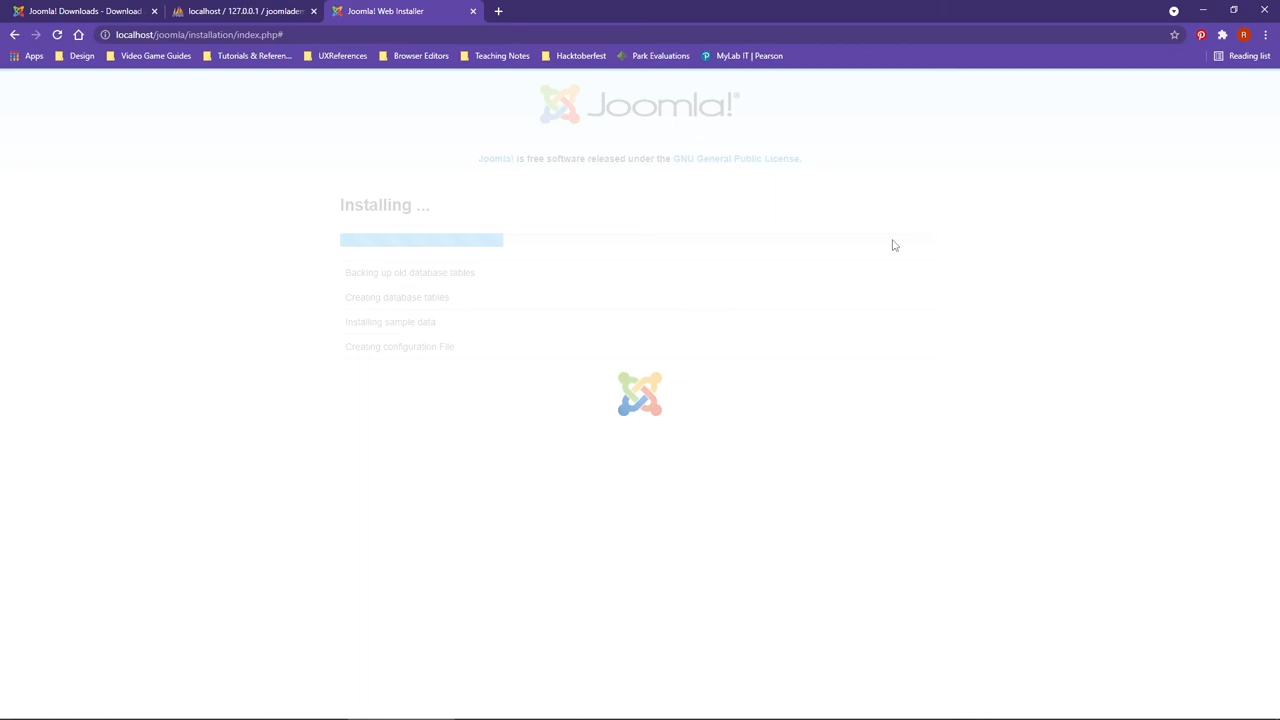 Joomla! Downloads - Download
localhost / 127.0.0.1 / joomladem
Joomla! Web Installer
localhost/joomla/installation/index.php#
R
Apps
Design
Video Game Guides
Tutorials & Referen...
UXReferences
Browser Editors
Teaching Notes
Hacktoberfest
Park Evaluations
MyLab IT | Pearson
Reading list
Joomla!®
Joomla! is free software released under the GNU General Public License.
Installing ...
Backing up old database tables
Creating database tables
Installing sample data
Creating configuration File